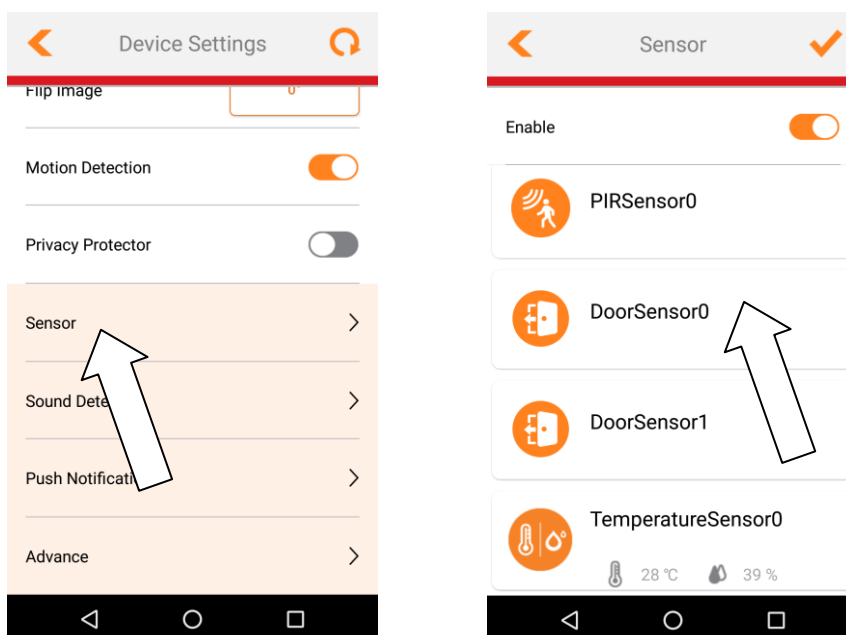 Device Settings
Flip Image
0°
Motion Detection
Privacy Protector
Sensor
Sound Dete
Push Notificati
Advance
Sensor
Enable
PIRSensor0
DoorSensor0
DoorSensor1
TemperatureSensor0
28 °C 39 %